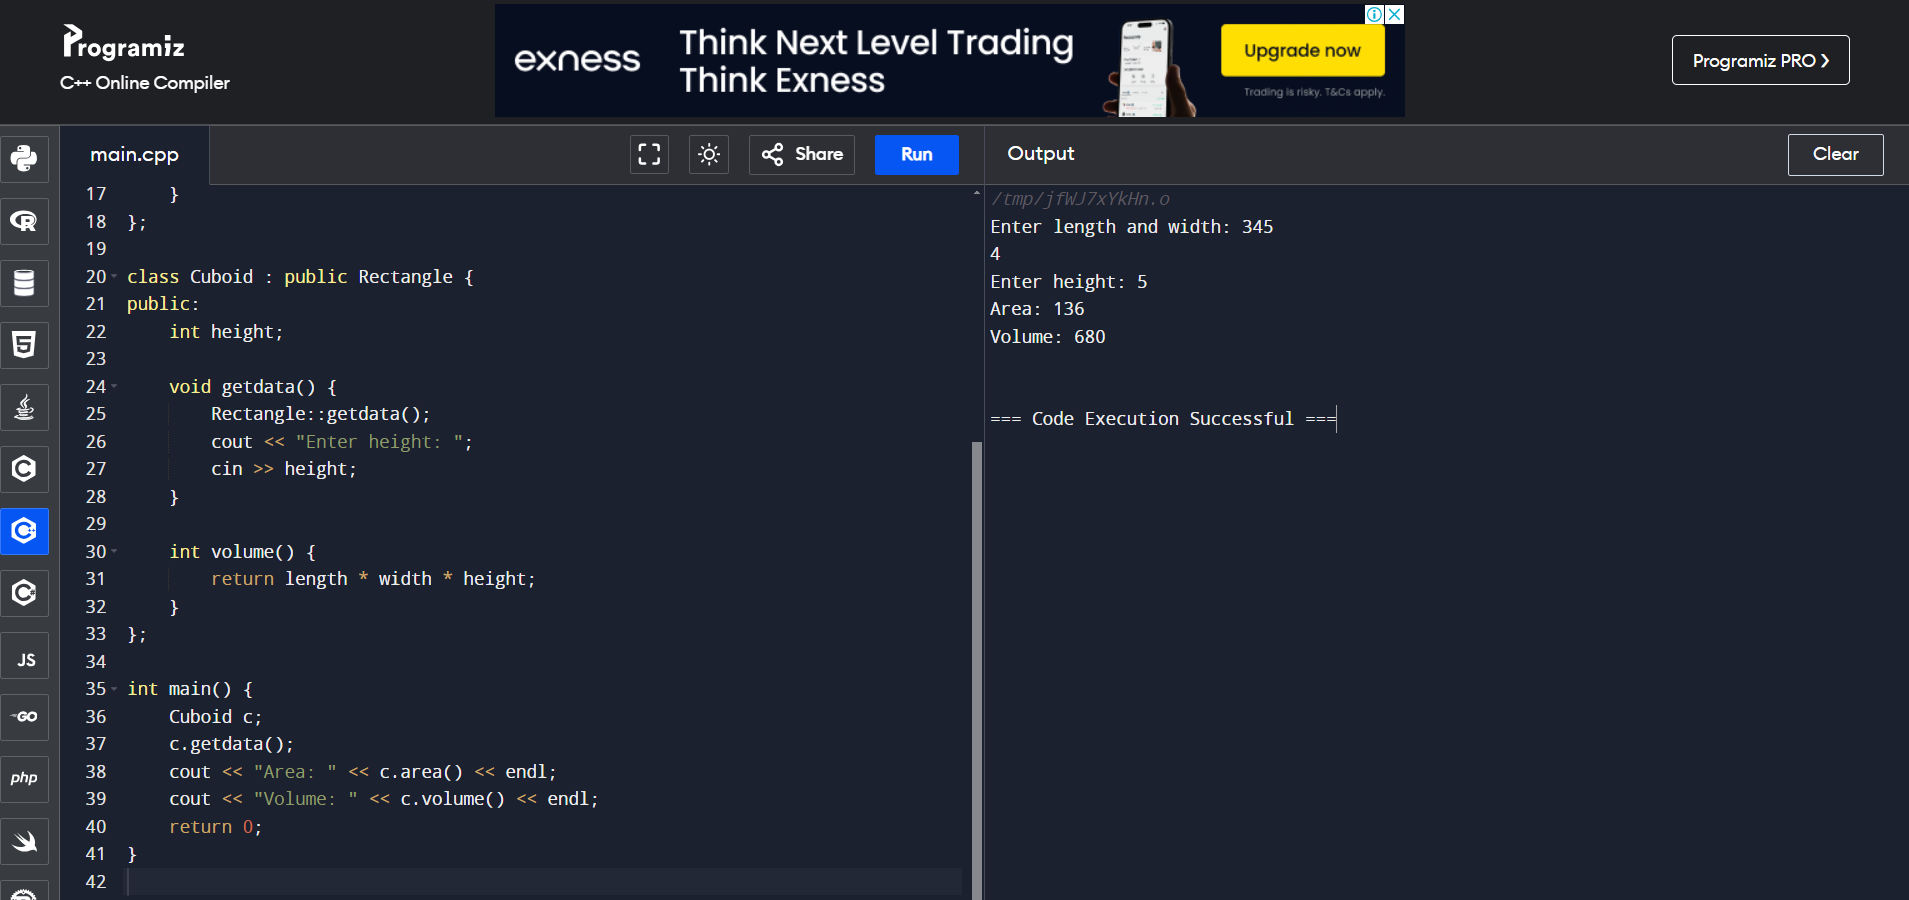 Programiz
C++ Online Compiler
exness
Think Next Level Trading
Think Exness
Upgrade now
Trading is risky. T&Cs apply.
Programiz PRO ❯
main.cpp
Share
Run
Output
Clear
17 }
18 };
19
20 class Cuboid : public Rectangle {
21 public:
22 int height;
23
24 void getdata() {
25 Rectangle::getdata();
26 cout << "Enter height: ";
27 cin >> height;
28 }
29
30 int volume() {
31 return length * width * height;
32 }
33 };
34
35 int main() {
36 Cuboid c;
37 c.getdata();
38 cout << "Area: " << c.area() << endl;
39 cout << "Volume: " << c.volume() << endl;
40 return 0;
41 }
42
/tmp/jfWJ7xYkHn.o
Enter length and width: 345
4
Enter height: 5
Area: 136
Volume: 680
=== Code Execution Successful ===
R
5
C
C++
C#
JS
GO
php